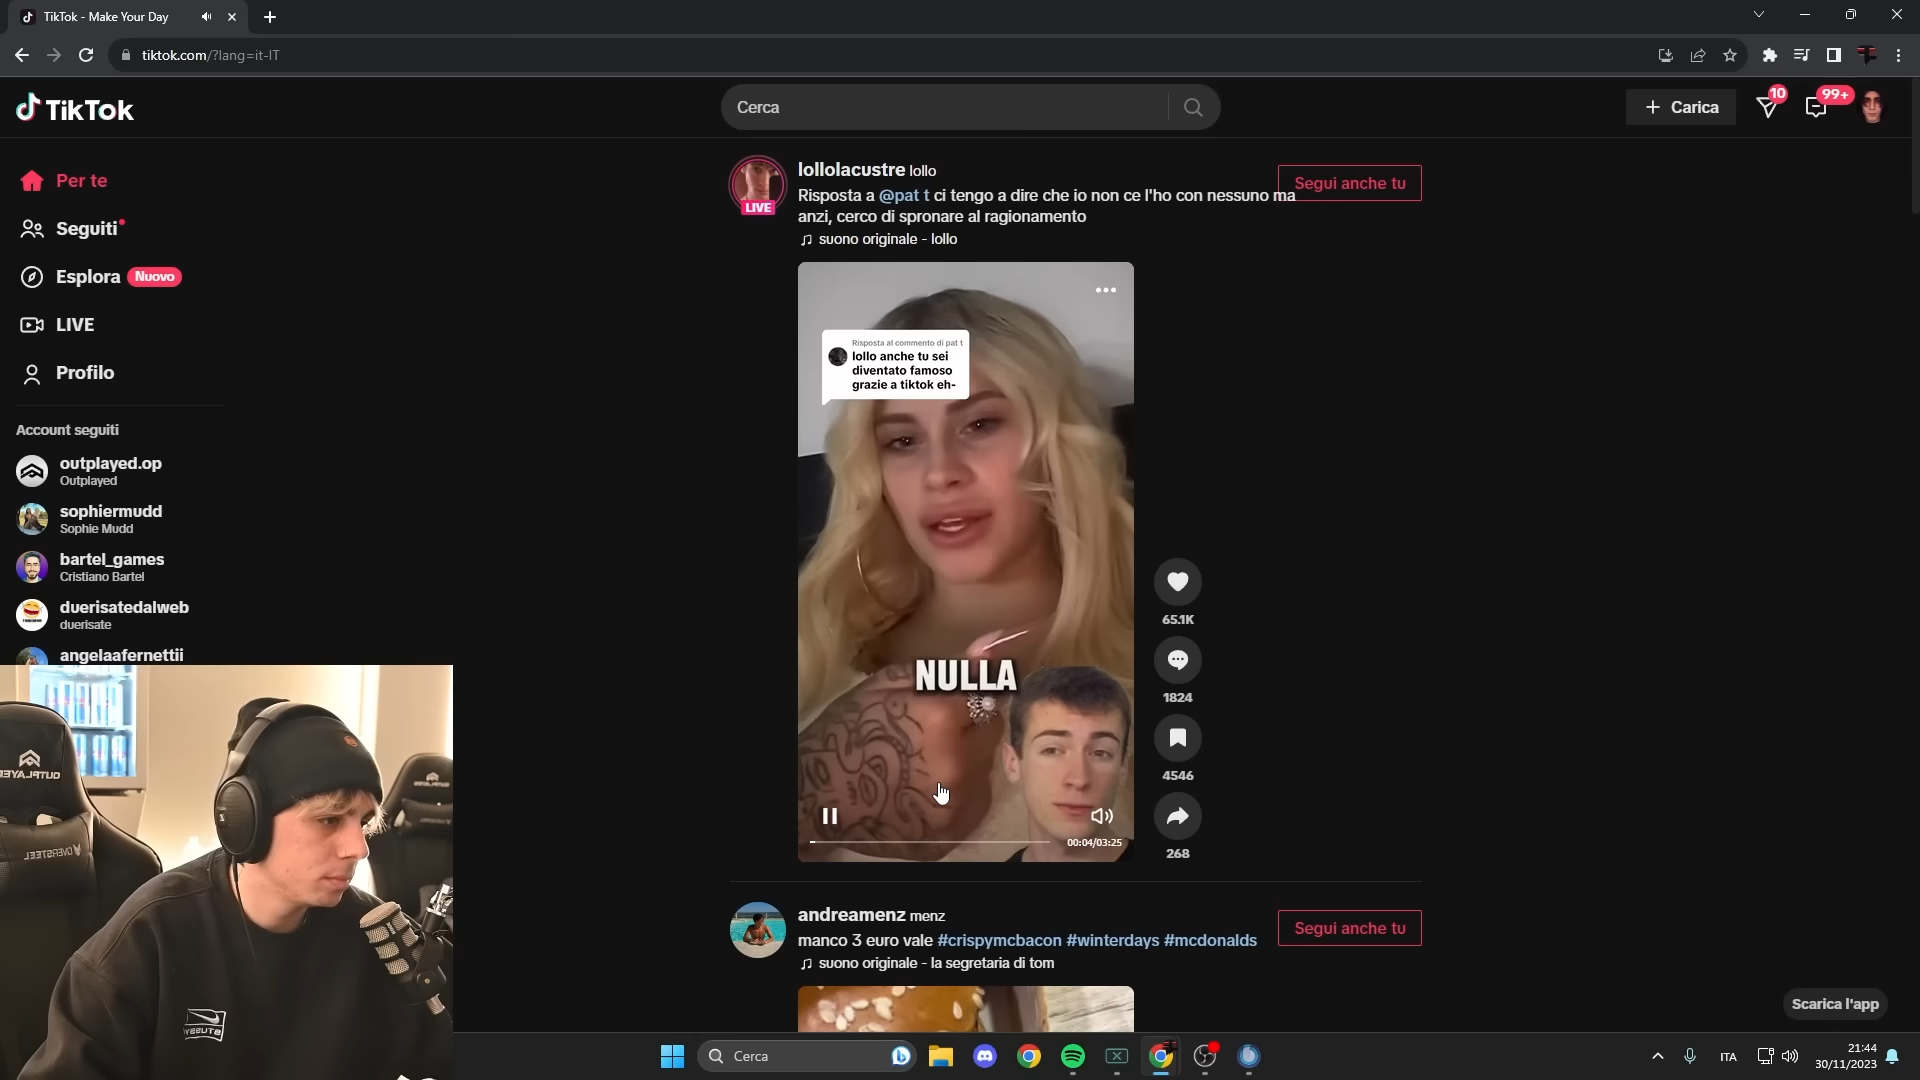 TikTok - Make Your Day
tiktok.com/?lang=it-IT
TikTok
Cerca
Carica
10
99+
Per te
Seguiti
Esplora Nuovo
LIVE
Profilo
Account seguiti
outplayed.op
Outplayed
sophiermudd
Sophie Mudd
bartel_games
Cristiano Bartel
duerisatedalweb
duerisate
angelaafernettii
lollolacustre lollo
LIVE
Segui anche tu
Risposta a @pat t ci tengo a dire che io non ce l'ho con nessuno ma
anzi, cerco di spronare al ragionamento
suono originale - lollo
Risposta al commento di pat t
lollo anche tu sei
diventato famoso
grazie a tiktok eh-
NULLA
00:04/03:25
65.1K
1824
4546
268
andreamenz menz
Segui anche tu
manco 3 euro vale #crispymcbacon #winterdays #mcdonalds
suono originale - la segretaria di tom
Scarica l'app
OUTPLAYED
OVERSTEEL
Cerca
ITA
21:44
30/11/2023